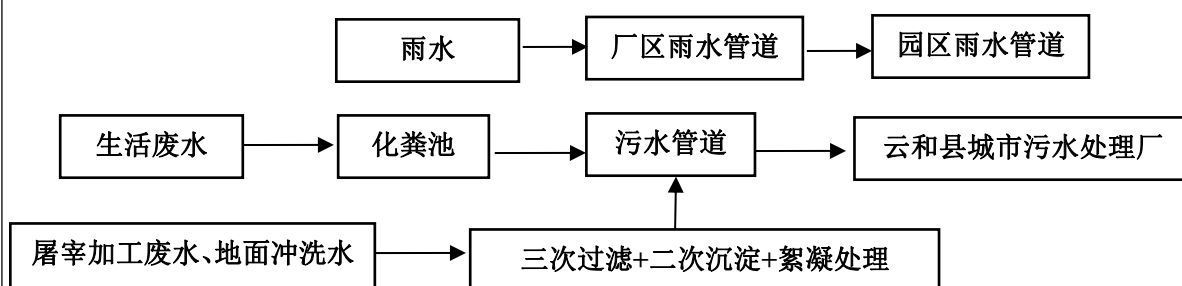 雨水
厂区雨水管道
园区雨水管道
生活废水
化粪池
污水管道
云和县城市污水处理厂
屠宰加工废水、地面冲洗水
三次过滤+二次沉淀+絮凝处理